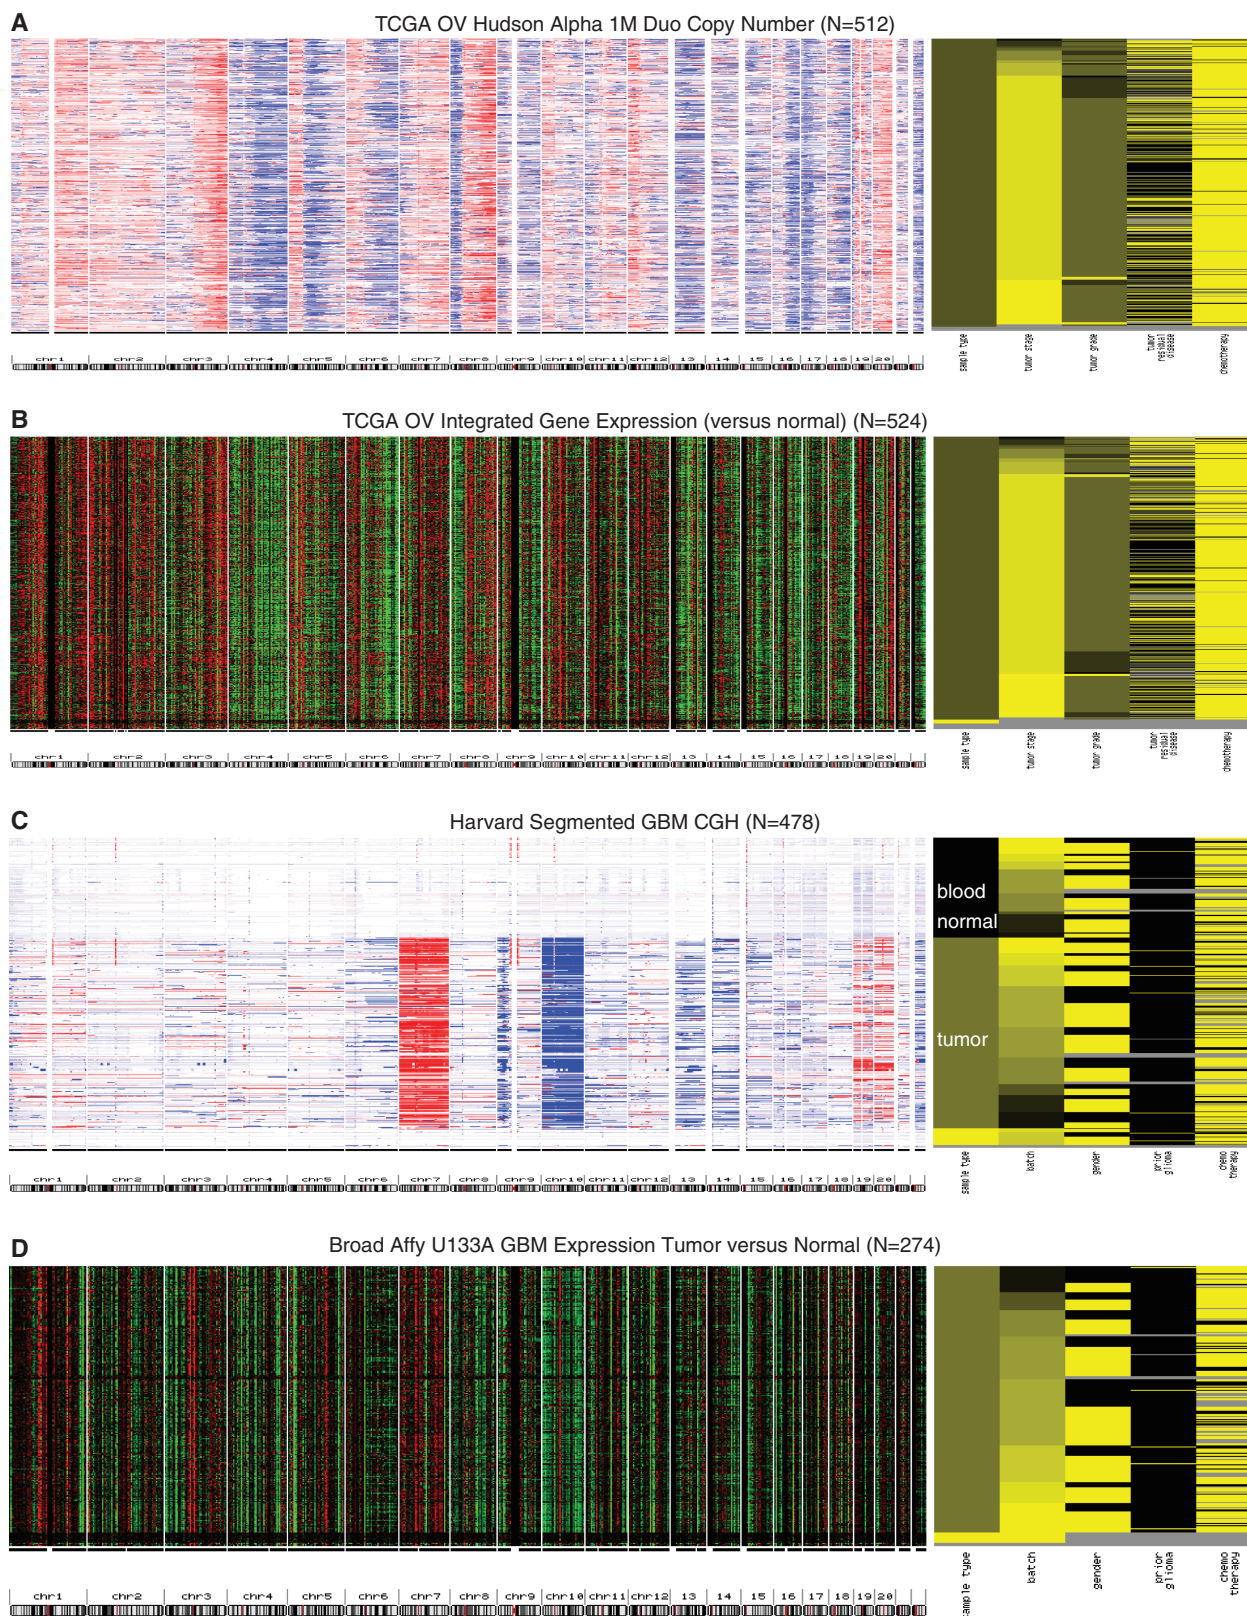 A
TCGA OV Hudson Alpha 1M Duo Copy Number (N=512)
chr1 chr2 chr3 chr4 chr5 chr6 chr7 chr8 chr9 chr10 chr11 chr12 13 14 15 16 17 18 19 20
sample type
tumor stage
tumor grade
tumor
residual
disease
chemotherapy
B
TCGA OV Integrated Gene Expression (versus normal) (N=524)
chr1 chr2 chr3 chr4 chr5 chr6 chr7 chr8 chr9 chr10 chr11 chr12 13 14 15 16 17 18 19 20
sample type
tumor stage
tumor grade
tumor
residual
disease
chemotherapy
C
Harvard Segmented GBM CGH (N=478)
blood
normal
tumor
chr1 chr2 chr3 chr4 chr5 chr6 chr7 chr8 chr9 chr10 chr11 chr12 13 14 15 16 17 18 19 20
sample type
batch
gender
prior
glioma
chemo
therapy
D
Broad Affy U133A GBM Expression Tumor versus Normal (N=274)
chr1 chr2 chr3 chr4 chr5 chr6 chr7 chr8 chr9 chr10 chr11 chr12 13 14 15 16 17 18 19 20
sample type
batch
gender
prior
glioma
chemo
therapy